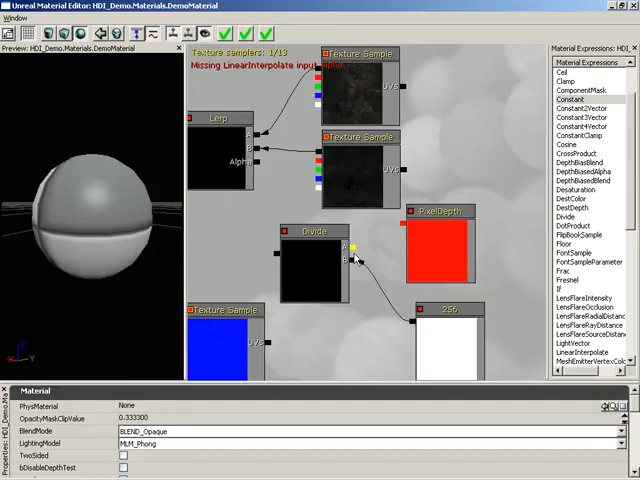 Unreal Material Editor: HDI_Demo.Materials.DemoMaterial
Window
Preview: HDI_Demo.Materials.DemoMaterial
Texture samplers: 1/13
Missing LinearInterpolate input Alpha
Texture Sample
UVs
Lerp
A
B
Alpha
Texture Sample
UVs
Divide
A
B
PixelDepth
Texture Sample
UVs
256
Z
X
Y
Material Expressions: HDI_
Material Expressions
Ceil
Clamp
ComponentMask
Constant
Constant2Vector
Constant3Vector
Constant4Vector
ConstantClamp
Cosine
CrossProduct
DepthBiasBlend
DepthBiasedAlpha
DepthBiasedBlend
Desaturation
DestColor
DestDepth
Divide
DotProduct
FlipBookSample
Floor
FontSample
FontSampleParameter
Frac
Fresnel
If
LensFlareIntensity
LensFlareOcclusion
LensFlareRadialDistan
LensFlareRayDistance
LensFlareSourceDistan
LightVector
LinearInterpolate
MeshEmitterVertexColo
Properties: HDI_Demo.Ma
Material
PhysMaterial
None
OpacityMaskClipValue
0.333300
BlendMode
BLEND_Opaque
LightingModel
MLM_Phong
TwoSided
bDisableDepthTest